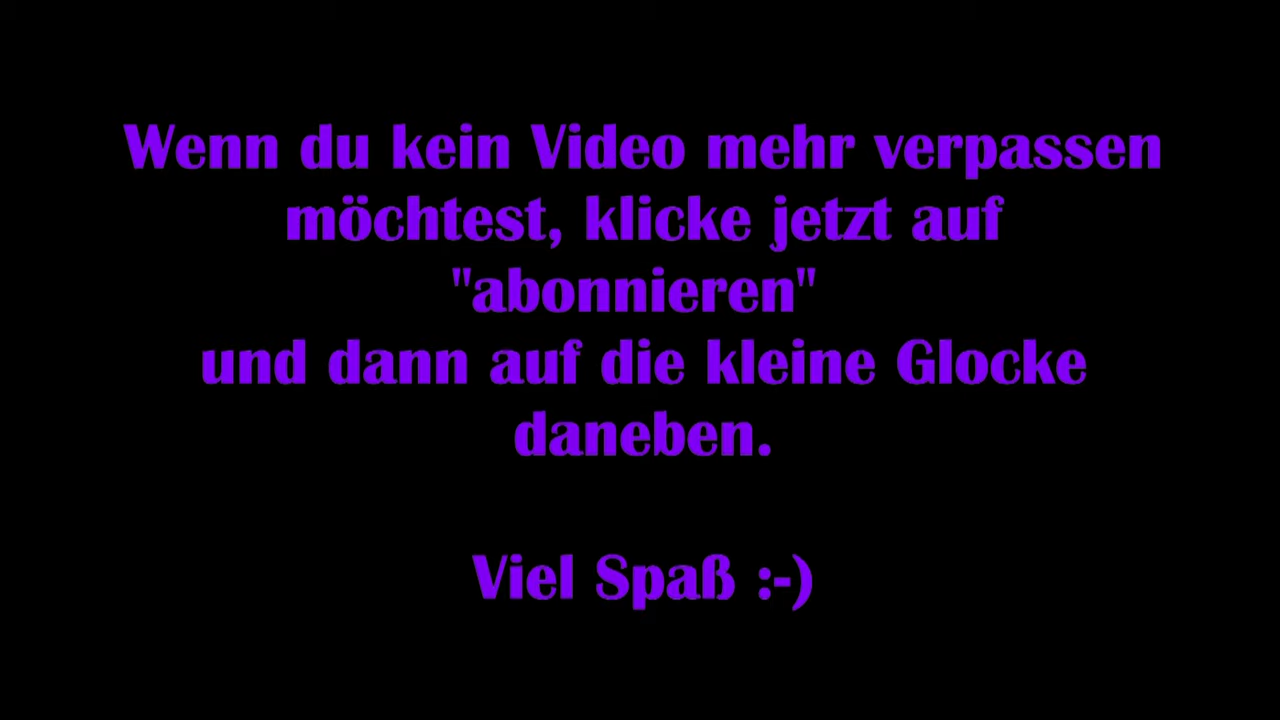 Wenn du kein Video mehr verpassen
möchtest, klicke jetzt auf
"abonnieren"
und dann auf die kleine Glocke
daneben.
Viel Spaß :-)